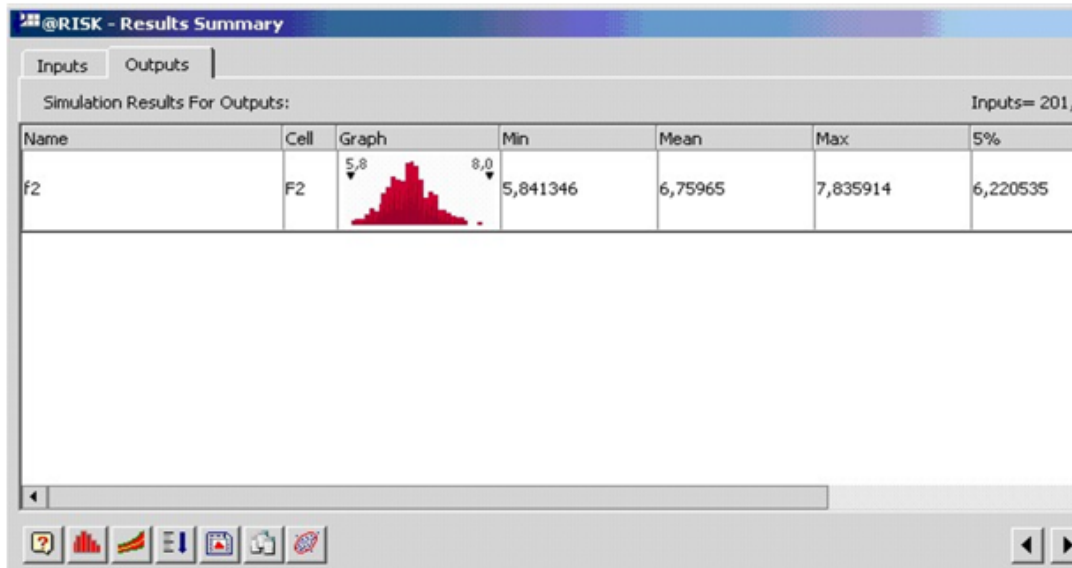 @RISK - Results Summary
Inputs Outputs
Simulation Results For Outputs: Inputs= 201,
Name Cell Graph Min Mean Max 5%
5,8 8,0
f2 F2 5,841346 6,75965 7,835914 6,220535